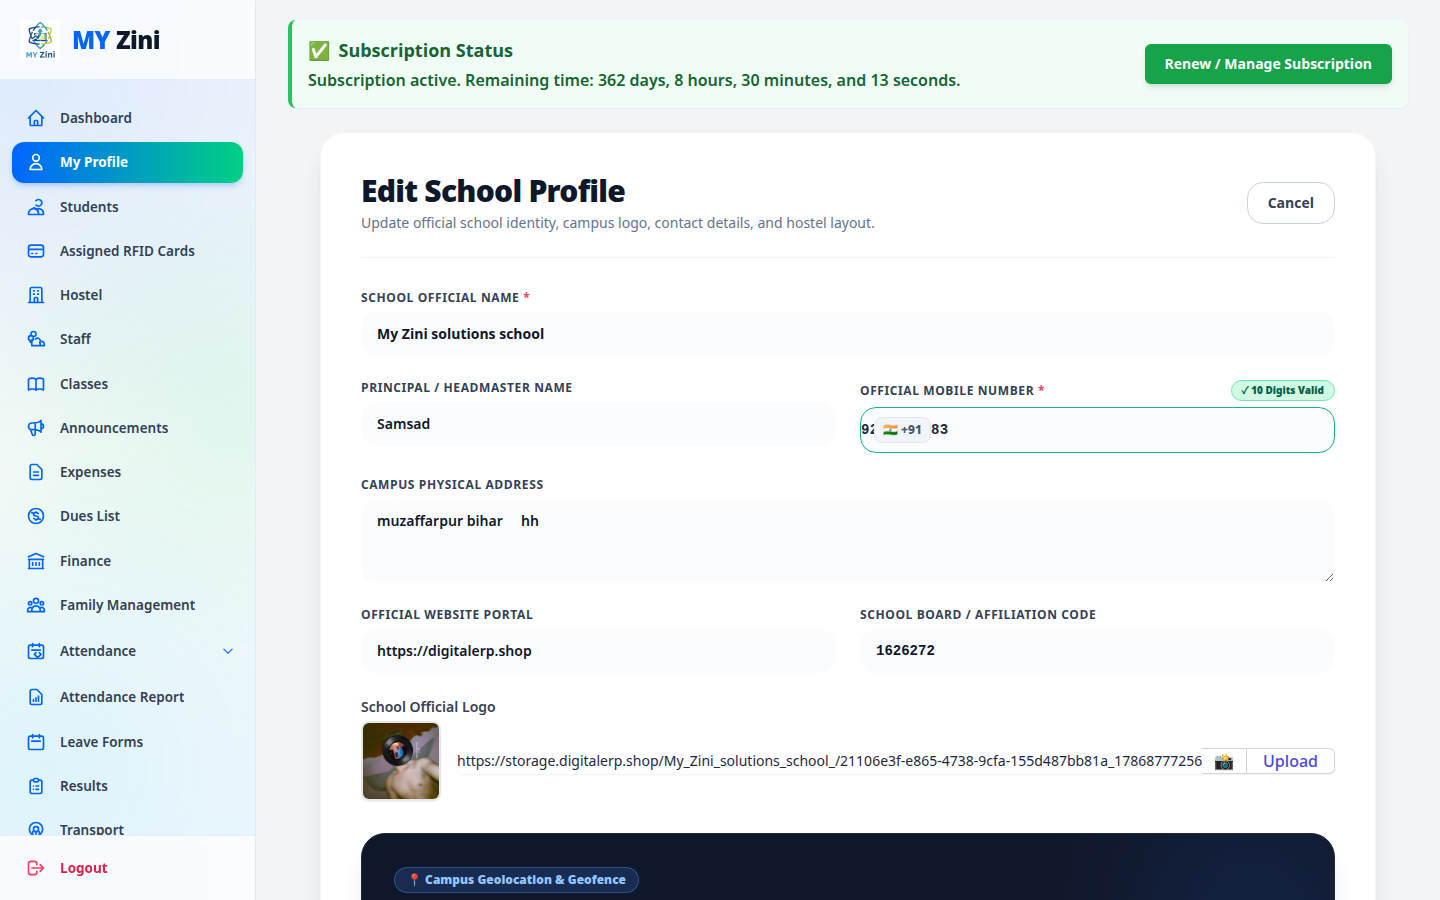 MY Zini
MY Zini
Dashboard
My Profile
Students
Assigned RFID Cards
Hostel
Staff
Classes
Announcements
Expenses
Dues List
Finance
Family Management
Attendance
Attendance Report
Leave Forms
Results
Transport
Logout
✅ Subscription Status
Subscription active. Remaining time: 362 days, 8 hours, 30 minutes, and 13 seconds.
Renew / Manage Subscription
Edit School Profile
Update official school identity, campus logo, contact details, and hostel layout.
Cancel
SCHOOL OFFICIAL NAME *
My Zini solutions school
PRINCIPAL / HEADMASTER NAME
Samsad
OFFICIAL MOBILE NUMBER *
✓ 10 Digits Valid
92 🇮🇳 +91 83
CAMPUS PHYSICAL ADDRESS
muzaffarpur bihar hh
OFFICIAL WEBSITE PORTAL
https://digitalerp.shop
SCHOOL BOARD / AFFILIATION CODE
1626272
School Official Logo
https://storage.digitalerp.shop/My_Zini_solutions_school_/21106e3f-e865-4738-9cfa-155d487bb81a_17868777256
📸 Upload
📍 Campus Geolocation & Geofence